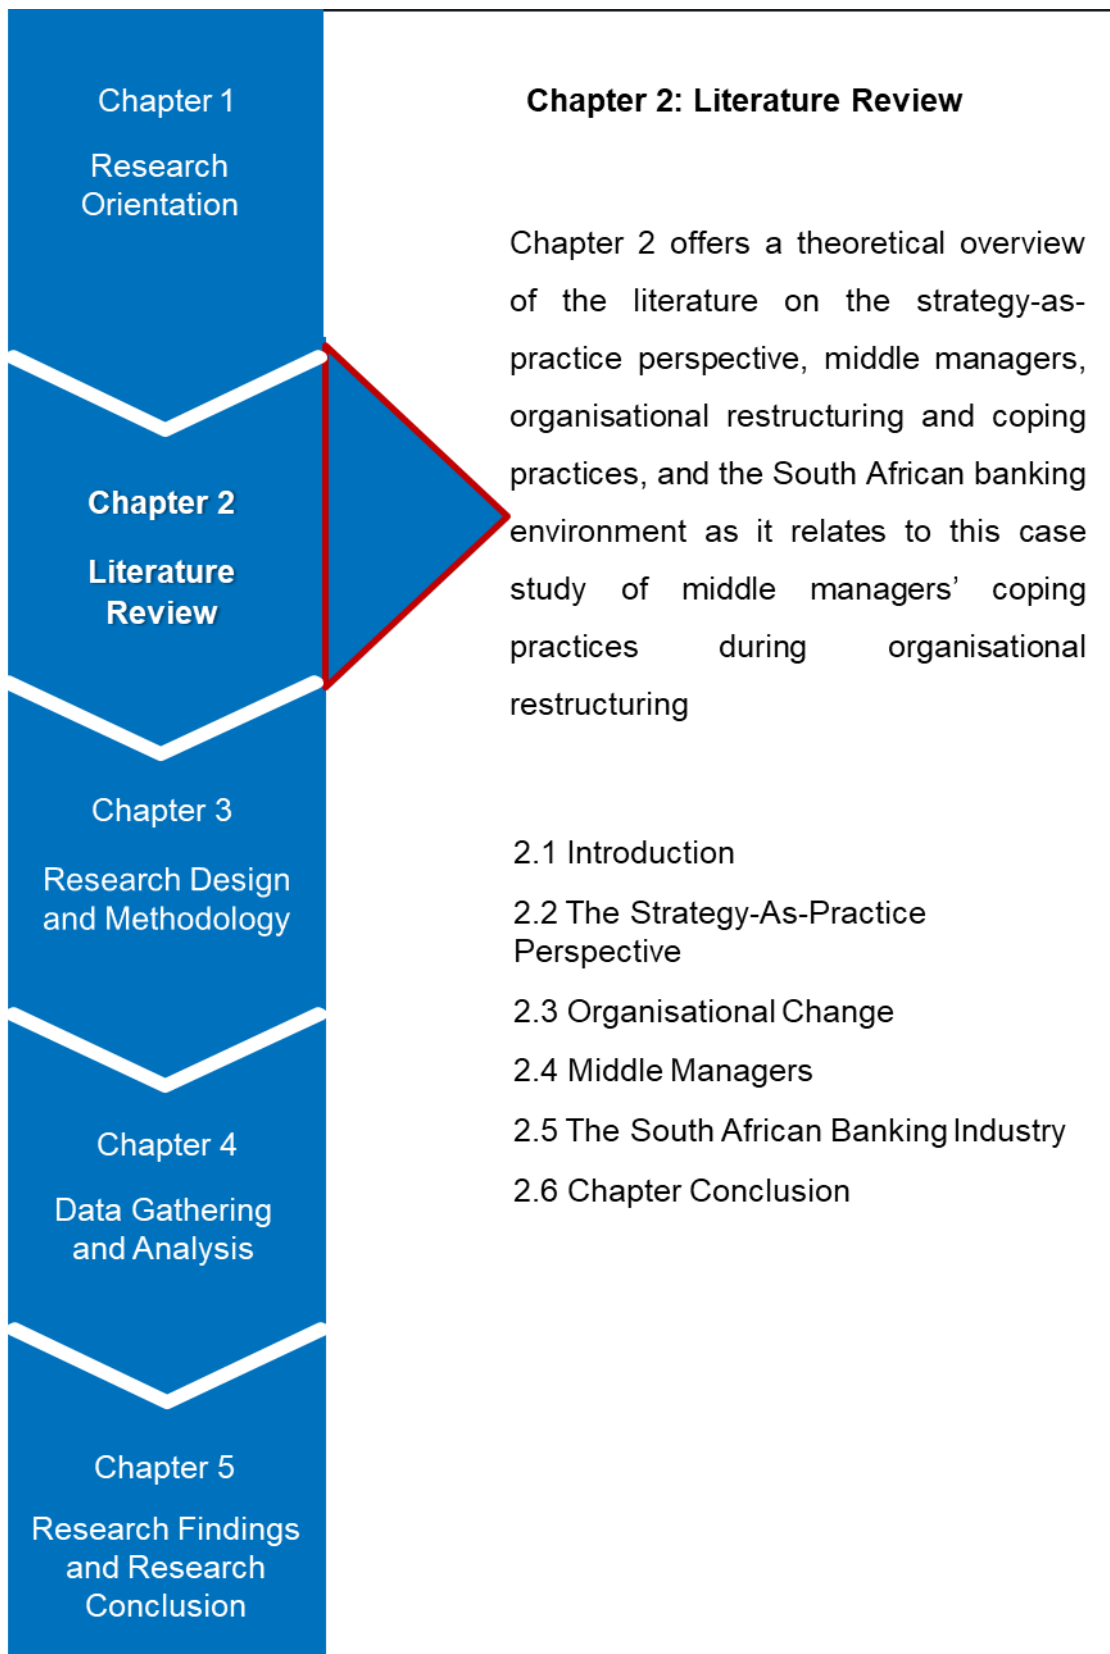 Chapter 1
Research
Orientation
Chapter 2
Literature
Review
Chapter 3
Research Design
and Methodology
Chapter 4
Data Gathering
and Analysis
Chapter 5
Research Findings
and Research
Conclusion
Chapter 2: Literature Review
Chapter 2 offers a theoretical overview
of the literature on the strategy-as-
practice perspective, middle managers,
organisational restructuring and coping
practices, and the South African banking
environment as it relates to this case
study of middle managers’ coping
practices during organisational
restructuring
2.1 Introduction
2.2 The Strategy-As-Practice
Perspective
2.3 Organisational Change
2.4 Middle Managers
2.5 The South African Banking Industry
2.6 Chapter Conclusion